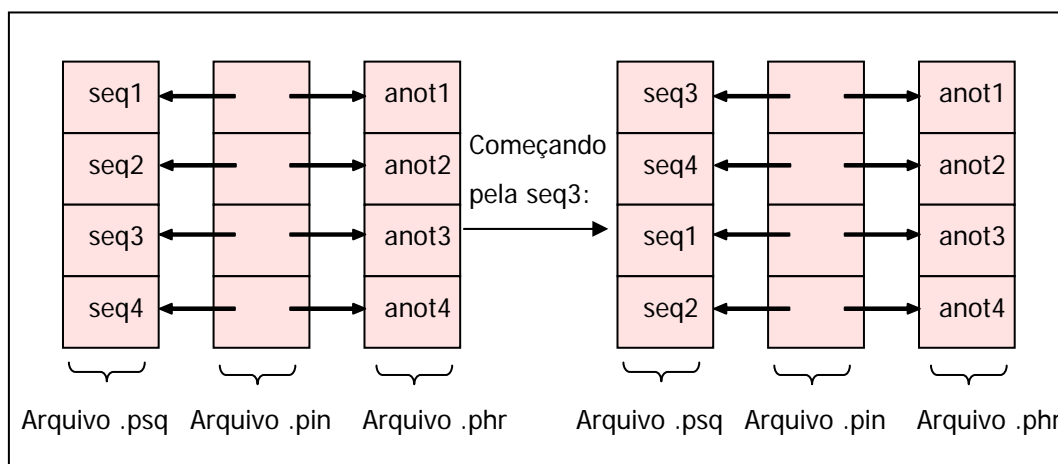 seq1
anot1
seq2
anot2
seq3
anot3
seq4
anot4
Arquivo .psq
Arquivo .pin
Arquivo .phr
Começando
pela seq3:
seq3
anot1
seq4
anot2
seq1
anot3
seq2
anot4
Arquivo .psq
Arquivo .pin
Arquivo .phr